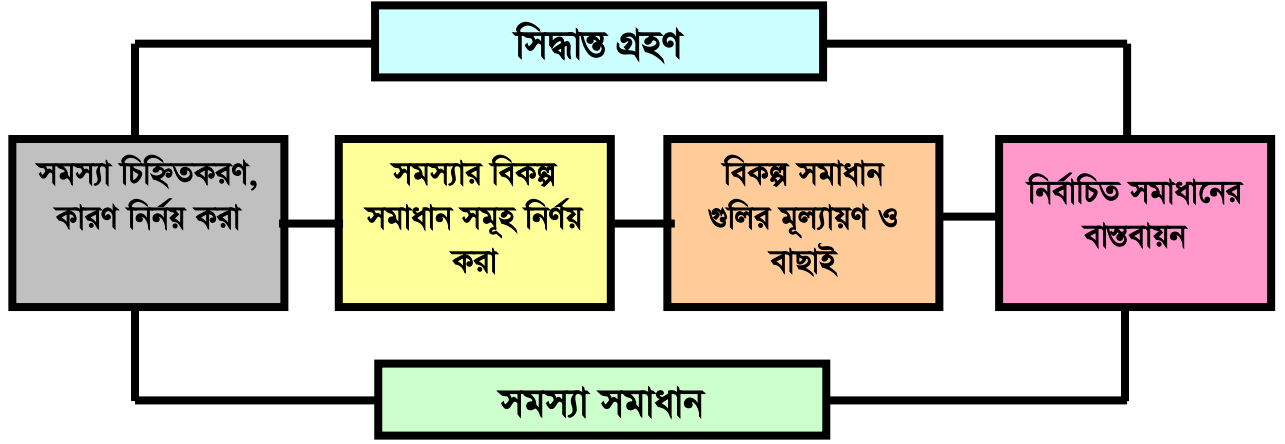 সিদ্ধান্ত গ্রহণ
সমস্যা চিহ্নিতকরণ,
কারণ নির্নয় করা
সমস্যার বিকল্প
সমাধান সমূহ নির্ণয়
করা
বিকল্প সমাধান
গুলির মূল্যায়ণ ও
বাছাই
নির্বাচিত সমাধানের
বাস্তবায়ন
সমস্যা সমাধান